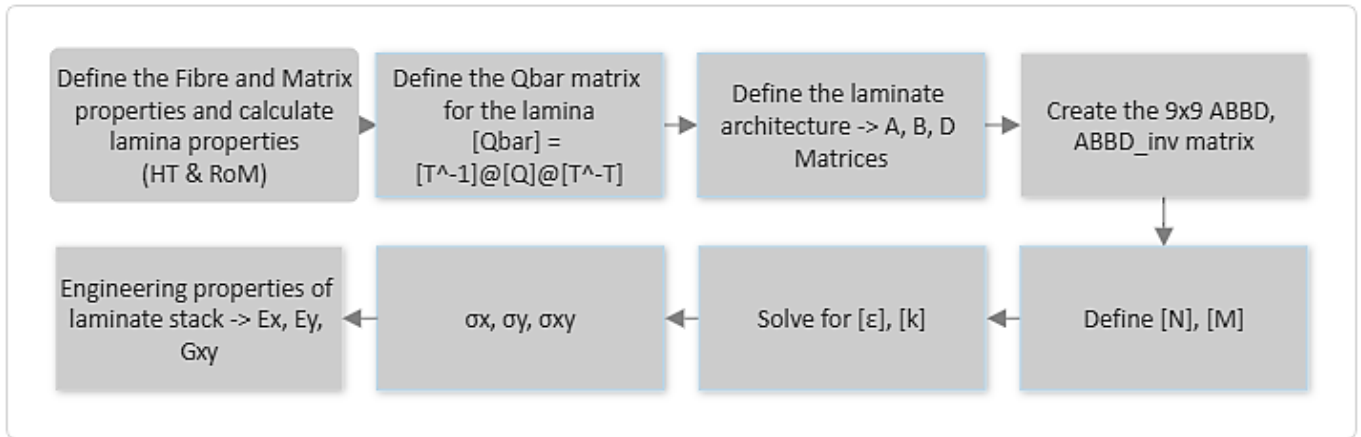 Define the Fibre and Matrix
properties and calculate
lamina properties
(HT & RoM)
Define the Qbar matrix
for the lamina
[Qbar] =
[T^-1]@[Q]@[T^-T]
Define the laminate
architecture -> A, B, D
Matrices
Create the 9x9 ABBD,
ABBD_inv matrix
Define [N], [M]
Solve for [ε], [k]
σx, σy, σxy
Engineering properties of
laminate stack -> Ex, Ey,
Gxy